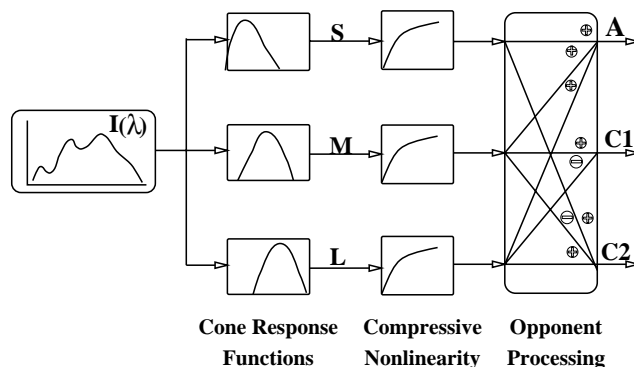 S
A
I(λ)
M
C1
L
C2
Cone Response
Functions
Compressive
Nonlinearity
Opponent
Processing